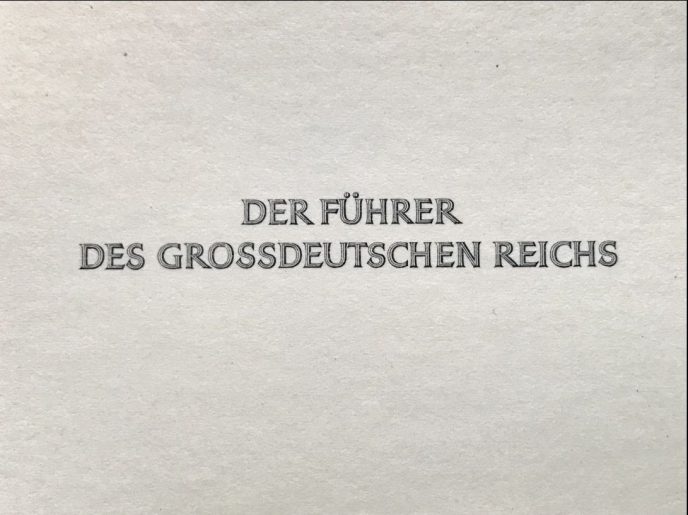 DER FÜHRER
DES GROSSDEUTSCHEN REICHS